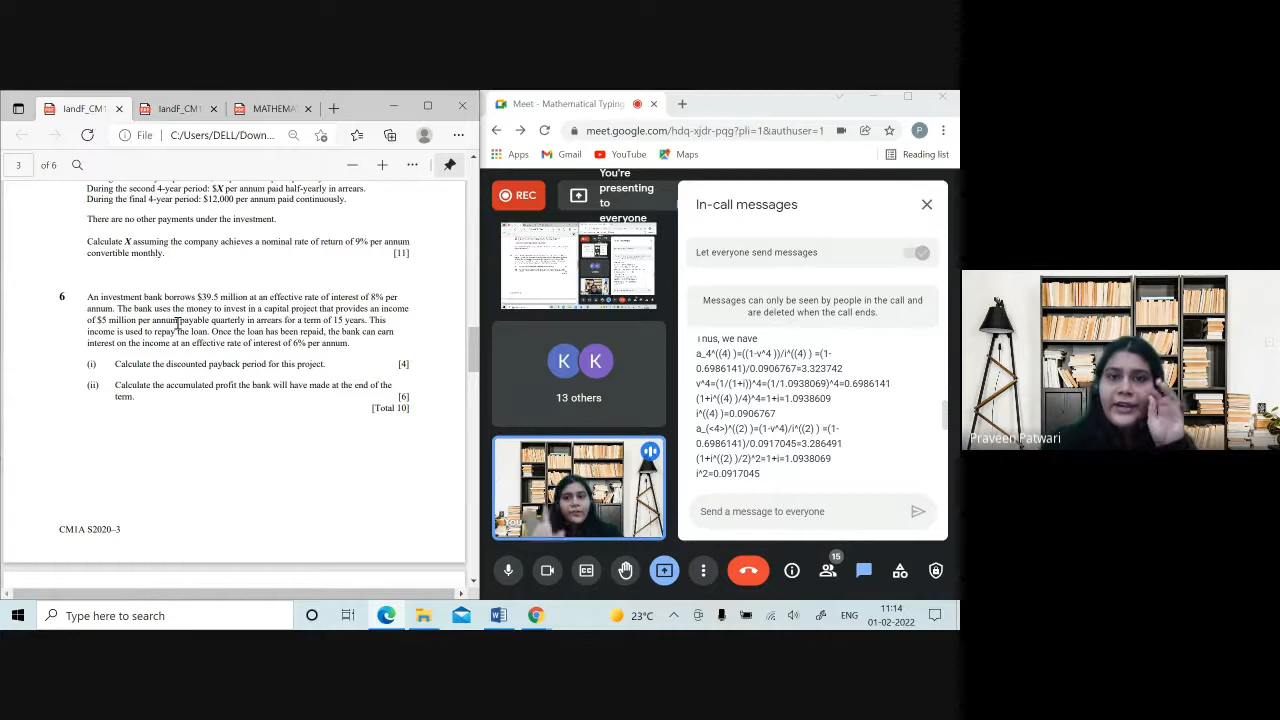 IandF_CM1
IandF_CM1
MATHEMA
File
C:/Users/DELL/Down...
3
of 6
During the second 4-year period: $X per annum paid half-yearly in arrears.
During the final 4-year period: $12,000 per annum paid continuously.
There are no other payments under the investment.
Calculate X assuming the company achieves a nominal rate of return of 9% per annum
convertible monthly.
[11]
6
An investment bank borrows $39.5 million at an effective rate of interest of 8% per
annum. The bank uses the money to invest in a capital project that provides an income
of $5 million per annum payable quarterly in arrears for a term of 15 years. This
income is used to repay the loan. Once the loan has been repaid, the bank can earn
interest on the income at an effective rate of interest of 6% per annum.
(i) Calculate the discounted payback period for this project. [4]
(ii) Calculate the accumulated profit the bank will have made at the end of the
term. [6]
[Total 10]
CM1A S2020–3
Meet - Mathematical Typing
meet.google.com/hdq-xjdr-pqg?pli=1&authuser=1
P
Apps
Gmail
YouTube
Maps
Reading list
REC
You're
presenting
to
everyone
In-call messages
Let everyone send messages
Messages can only be seen by people in the call and
are deleted when the call ends.
Thus, we have
a_4^((4) )=((1-v^4 ))/i^((4) ) =(1-
0.6986141)/0.0906767=3.323742
v^4=(1/(1+i))^4=(1/1.0938069)^4=0.6986141
(1+i^((4) )/4)^4=1+i=1.0938609
i^((4) )=0.0906767
a_(<4>)^((2) )=(1-v^4)/i^((2) ) =(1-
0.6986141)/0.0917045=3.286491
(1+i^((2) )/2)^2=1+i=1.0938069
i^2=0.0917045
K
K
13 others
You
Send a message to everyone
15
Praveen Patwari
Type here to search
23°C
ENG
11:14
01-02-2022